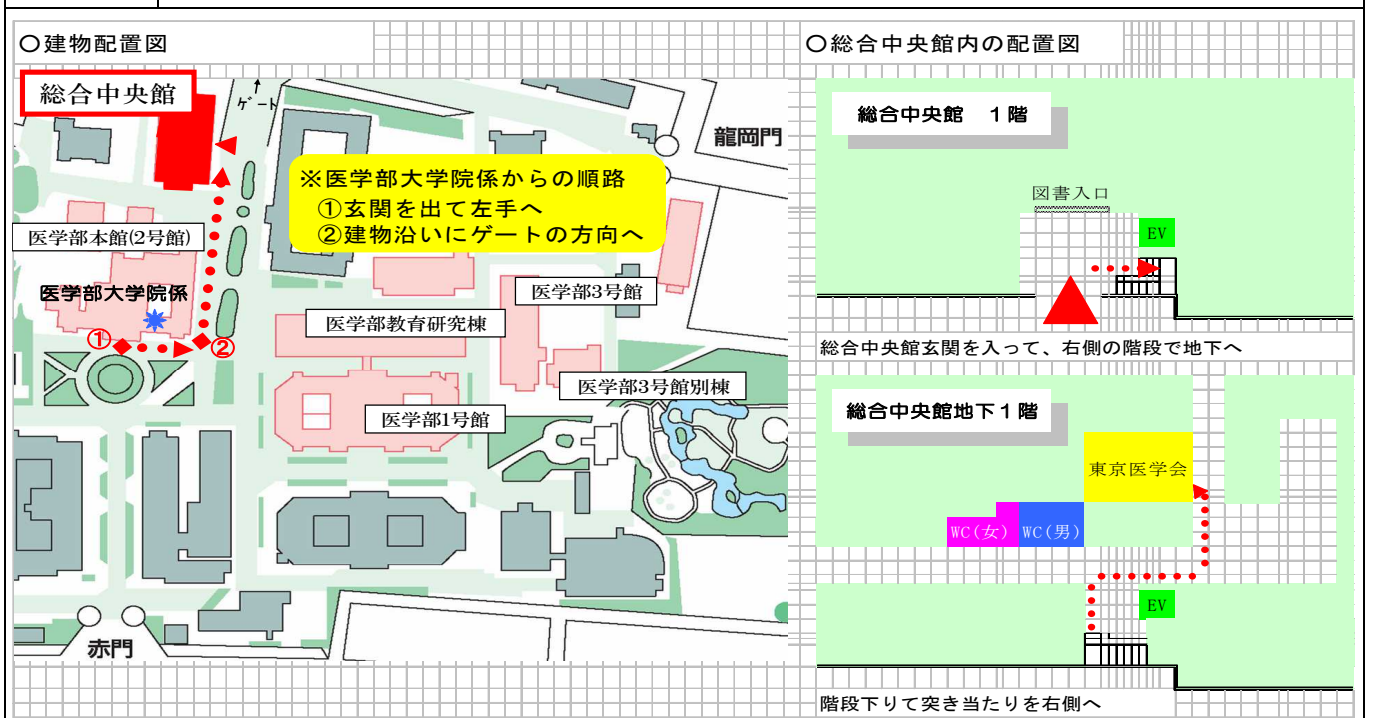 ○建物配置図
総合中央館
↑
ゲート
龍岡門
※医学部大学院係からの順路
①玄関を出て左手へ
②建物沿いにゲートの方向へ
医学部本館(2号館)
医学部大学院係
①
②
医学部3号館
医学部教育研究棟
医学部3号館別棟
医学部1号館
赤門
○総合中央館内の配置図
総合中央館 1階
図書入口
EV
総合中央館玄関を入って、右側の階段で地下へ
総合中央館地下1階
東京医学会
WC(女)
WC(男)
EV
階段下りて突き当たりを右側へ